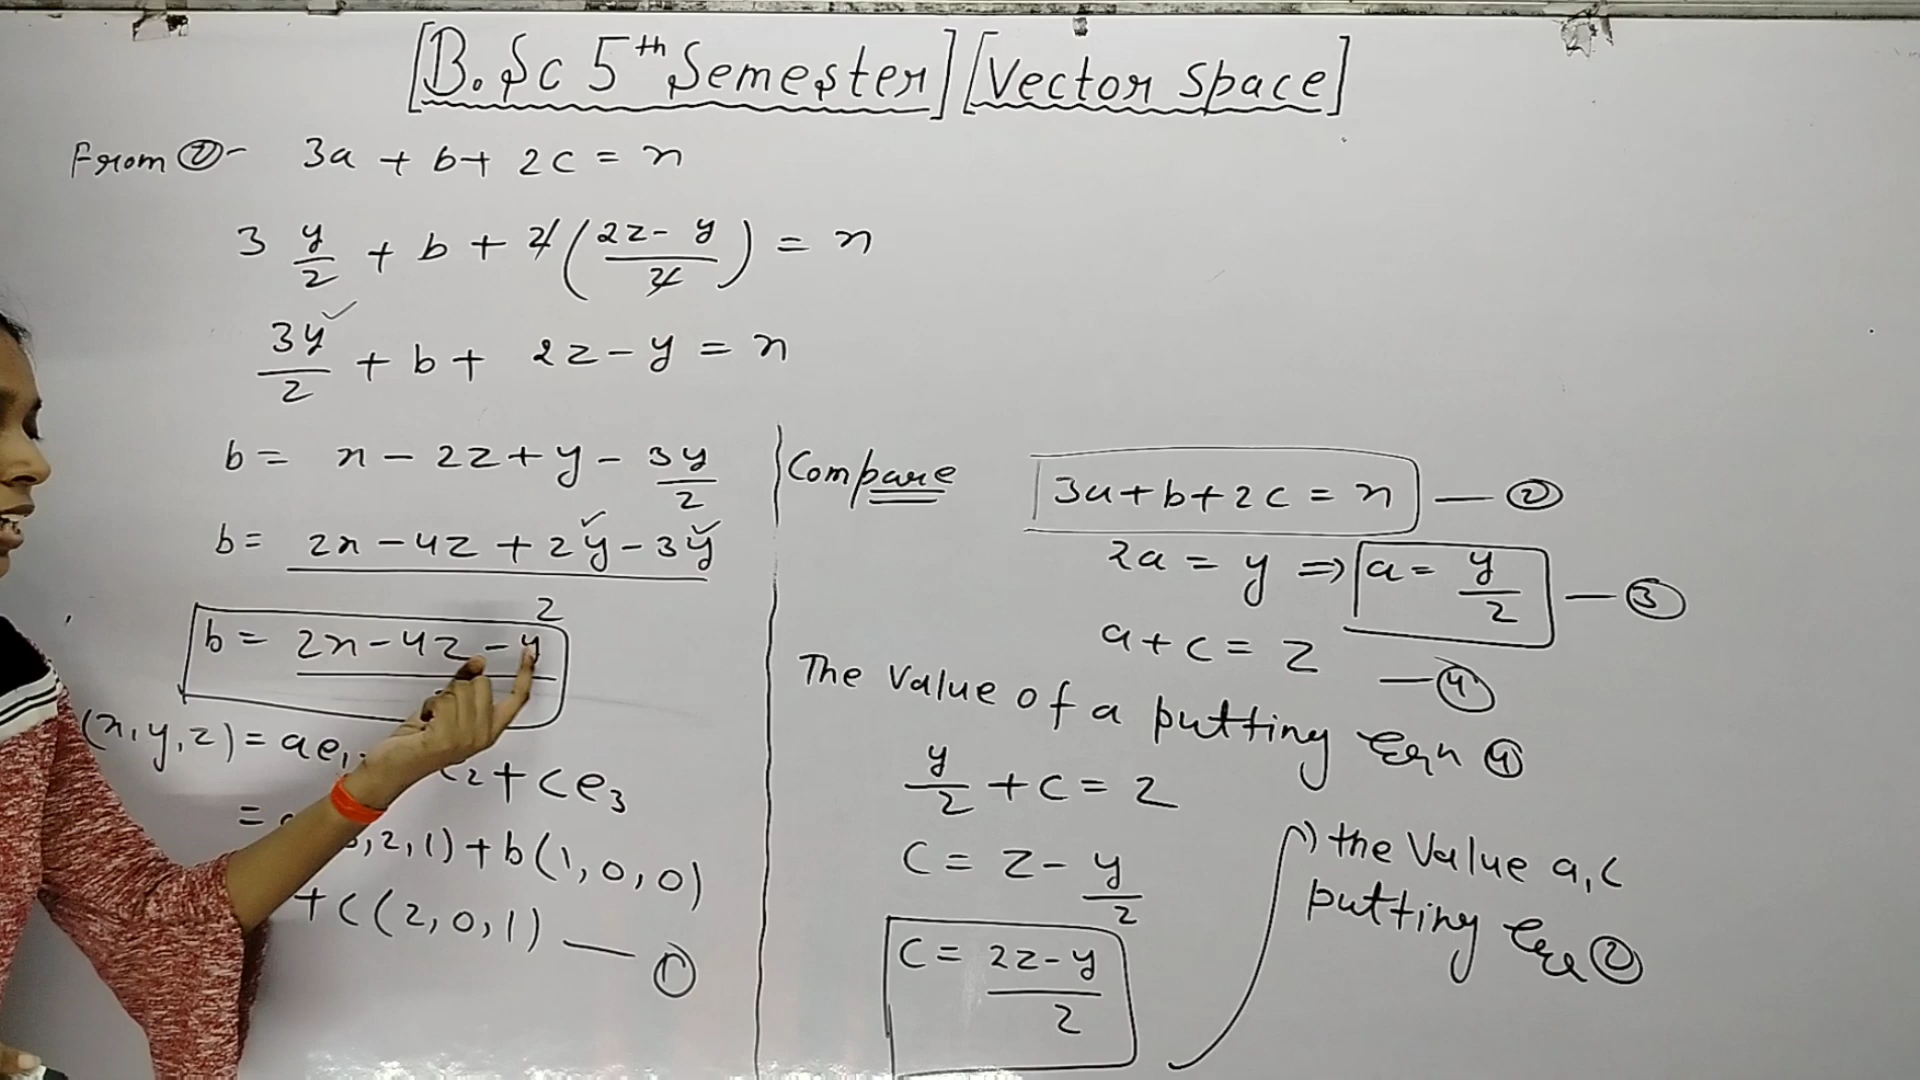 [B.Sc 5th Semester] [Vector Space]
From ② - 3a + b + 2c = x
3 y/2 + b + 2((2z - y)/2) = x
3y/2 + b + 2z - y = x
b = x - 2z + y - 3y/2
b = (2x - 4z + 2y - 3y)/2
b = 2x - 4z - y
(x, y, z) = ae1 + ce3
= , 2, 1) + b(1, 0, 0)
+ c(2, 0, 1) — ①
Compare 3a + b + 2c = x — ②
2a = y ⇒ a = y/2 — ③
a + c = z — ④
The value of a putting Eqn ④
y/2 + c = z
c = z - y/2
c = (2z - y)/2
the Value a, c
putting Eqn ②